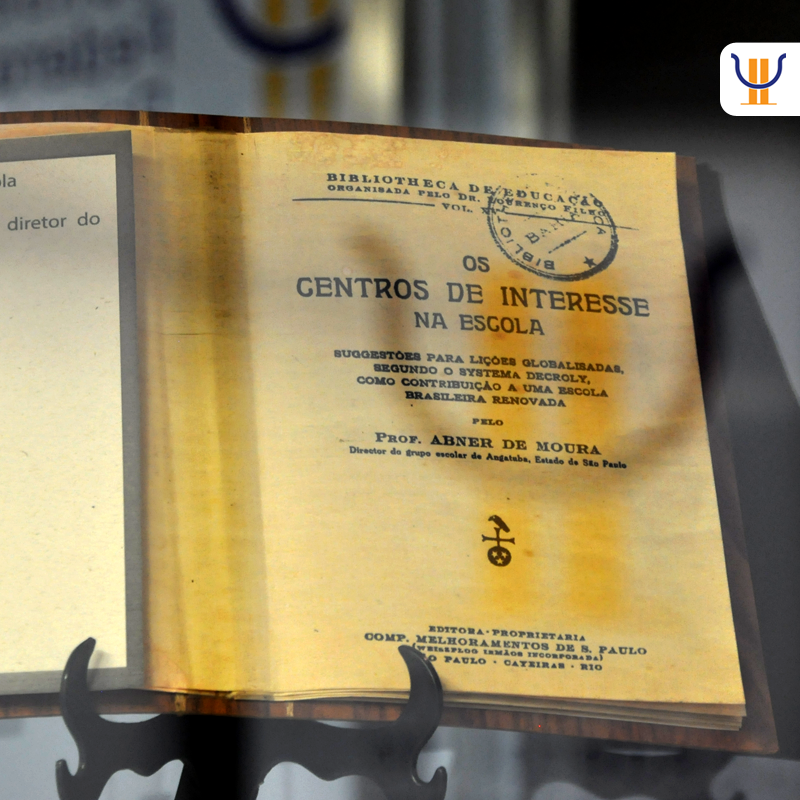 diretor do
BIBLIOTHECA DE EDUCAÇÃO
ORGANISADA PELO DR. LOURENÇO FILHO
VOL.
OS
CENTROS DE INTERESSE
NA ESCOLA
SUGGESTÕES PARA LIÇÕES GLOBALISADAS,
SEGUNDO O SYSTEMA DECROLY,
COMO CONTRIBUIÇÃO A UMA ESCOLA
BRASILEIRA RENOVADA
PELO
PROF. ABNER DE MOURA
Director do grupo escolar de Angatuba, Estado de São Paulo
EDITORA-PROPRIETARIA
COMP. MELHORAMENTOS DE S. PAULO
(WEISZFLOG IRMÃOS INCORPORADA)
PAULO · CAYEIRAS · RIO